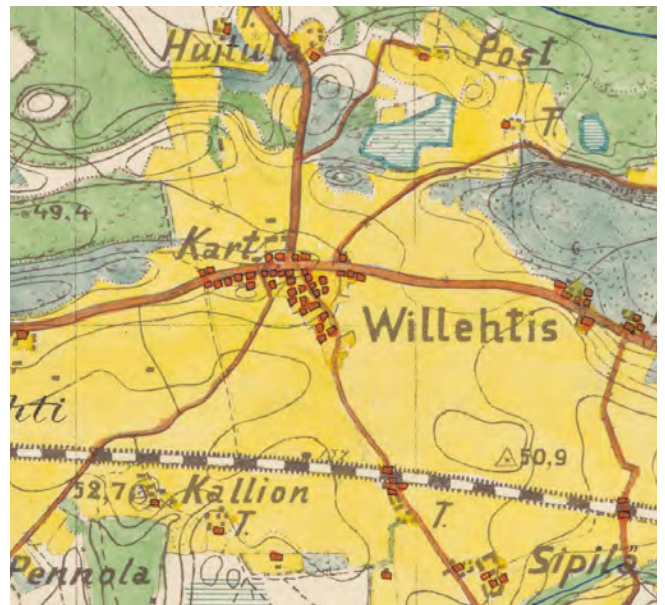 T.
Huitula
Post
T.
49,4
Kart.
Willehtis
hti
50,9
52,7
Kallion
T.
T.
Sipilä
Pennola